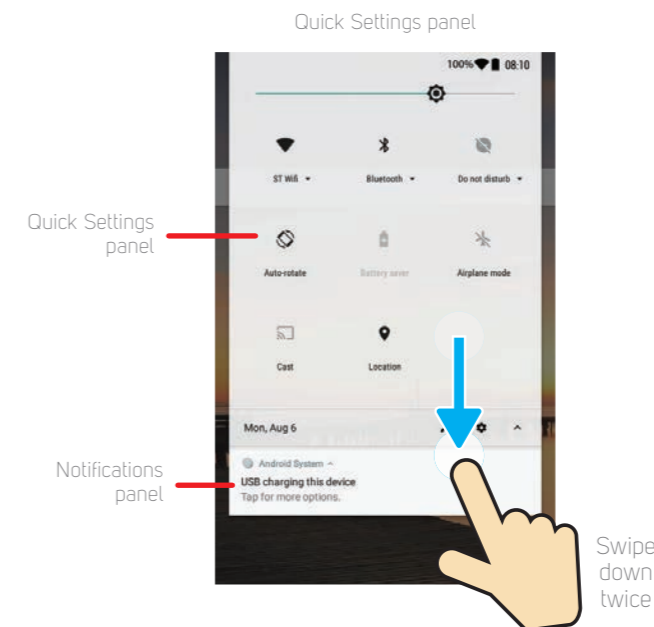 Quick Settings panel
100% 08:10
ST Wifi
Bluetooth
Do not disturb
Quick Settings
panel
Auto-rotate
Battery saver
Airplane mode
Cast
Location
Mon, Aug 6
Android System
Notifications
panel
USB charging this device
Tap for more options.
Swipe
down
twice